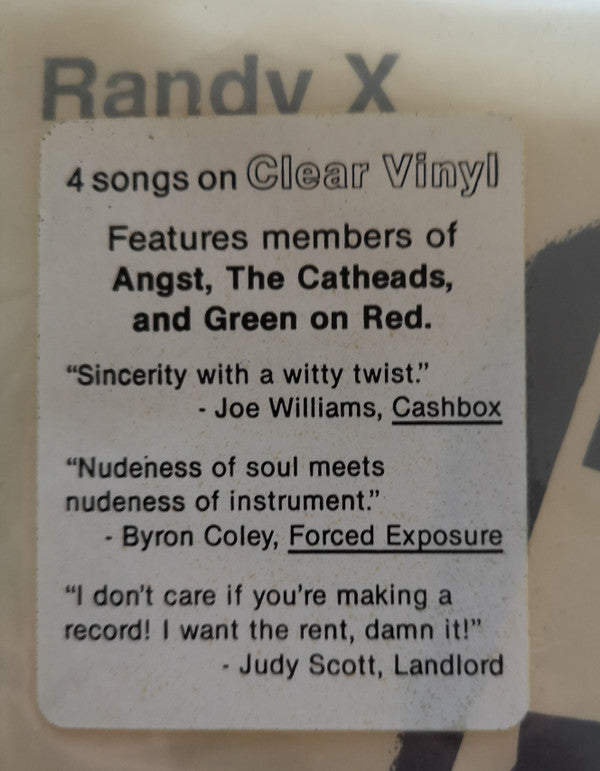 Randy X
4 songs on Clear Vinyl
Features members of
Angst, The Catheads,
and Green on Red.
“Sincerity with a witty twist.”
- Joe Williams, Cashbox
“Nudeness of soul meets
nudeness of instrument.”
- Byron Coley, Forced Exposure
“I don’t care if you’re making a
record! I want the rent, damn it!”
- Judy Scott, Landlord